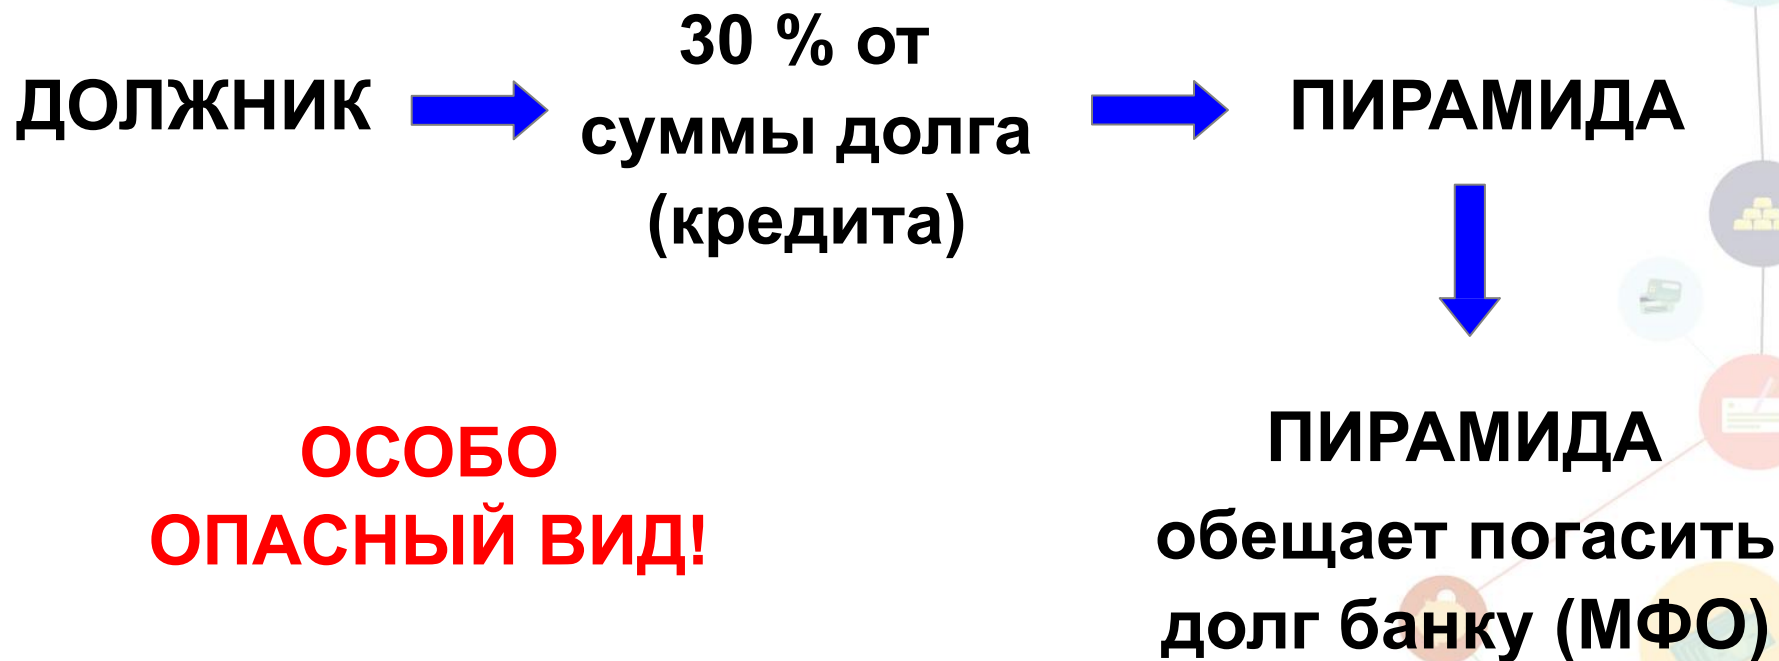 ДОЛЖНИК
30 % от
суммы долга
(кредита)
ПИРАМИДА
ПИРАМИДА
обещает погасить
долг банку (МФО)
ОСОБО
ОПАСНЫЙ ВИД!